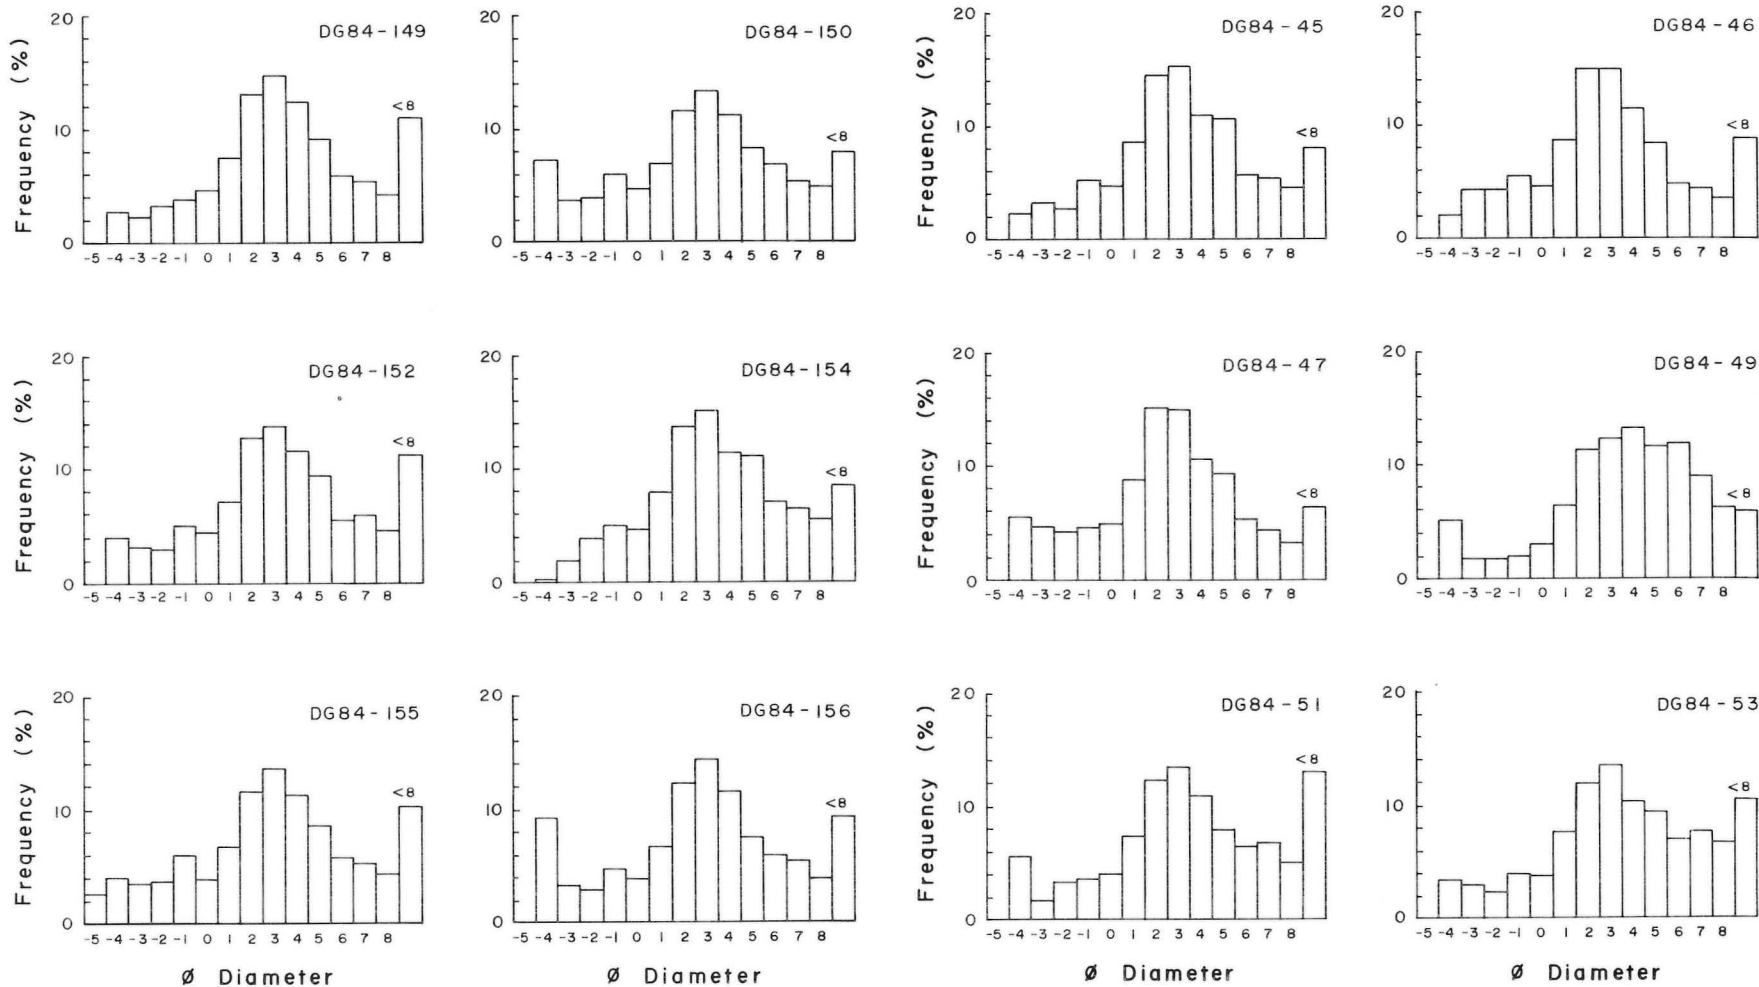 20 DG84-149 20 DG84-150 20 DG84-45 20 DG84-46
Frequency (%) Frequency (%)
<8 <8 <8 <8
10 10 10 10
0 0 0 0
-5 -4 -3 -2 -1 0 1 2 3 4 5 6 7 8 -5 -4 -3 -2 -1 0 1 2 3 4 5 6 7 8 -5 -4 -3 -2 -1 0 1 2 3 4 5 6 7 8 -5 -4 -3 -2 -1 0 1 2 3 4 5 6 7 8
20 DG84-152 20 DG84-154 20 DG84-47 20 DG84-49
Frequency (%) Frequency (%)
<8 <8 <8 <8
10 10 10 10
0 0 0 0
-5 -4 -3 -2 -1 0 1 2 3 4 5 6 7 8 -5 -4 -3 -2 -1 0 1 2 3 4 5 6 7 8 -5 -4 -3 -2 -1 0 1 2 3 4 5 6 7 8 -5 -4 -3 -2 -1 0 1 2 3 4 5 6 7 8
20 DG84-155 20 DG84-156 20 DG84-51 20 DG84-53
Frequency (%) Frequency (%)
<8 <8 <8 <8
10 10 10 10
0 0 0 0
-5 -4 -3 -2 -1 0 1 2 3 4 5 6 7 8 -5 -4 -3 -2 -1 0 1 2 3 4 5 6 7 8 -5 -4 -3 -2 -1 0 1 2 3 4 5 6 7 8 -5 -4 -3 -2 -1 0 1 2 3 4 5 6 7 8
Ø Diameter Ø Diameter Ø Diameter Ø Diameter